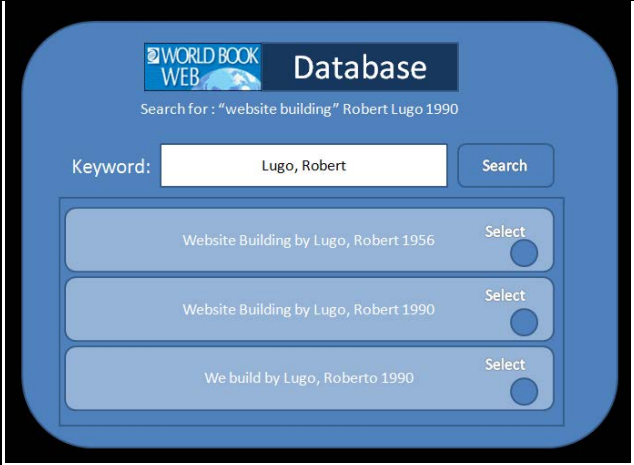 WORLD BOOK
WEB
Database
Search for : “website building” Robert Lugo 1990
Keyword:
Lugo, Robert
Search
Website Building by Lugo, Robert 1956
Select
Website Building by Lugo, Robert 1990
Select
We build by Lugo, Roberto 1990
Select